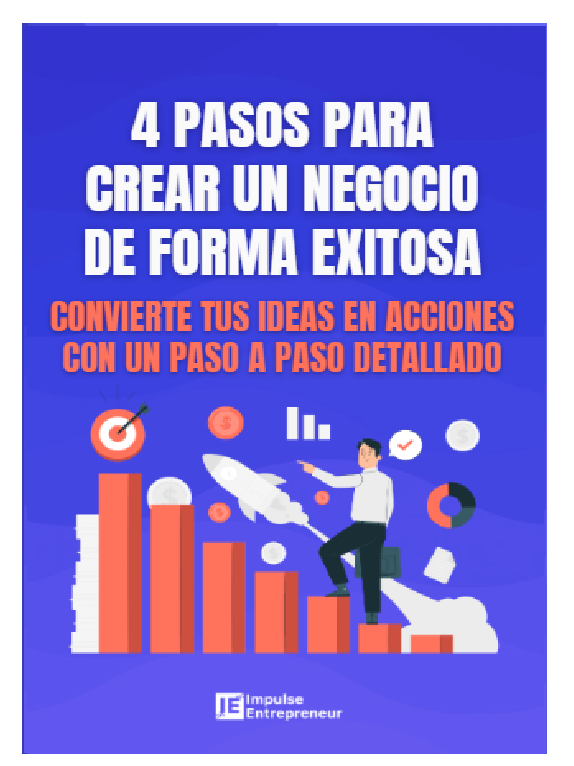 4 PASOS PARA
CREAR UN NEGOCIO
DE FORMA EXITOSA
CONVIERTE TUS IDEAS EN ACCIONES
CON UN PASO A PASO DETALLADO
IE Impulse
Entrepreneur